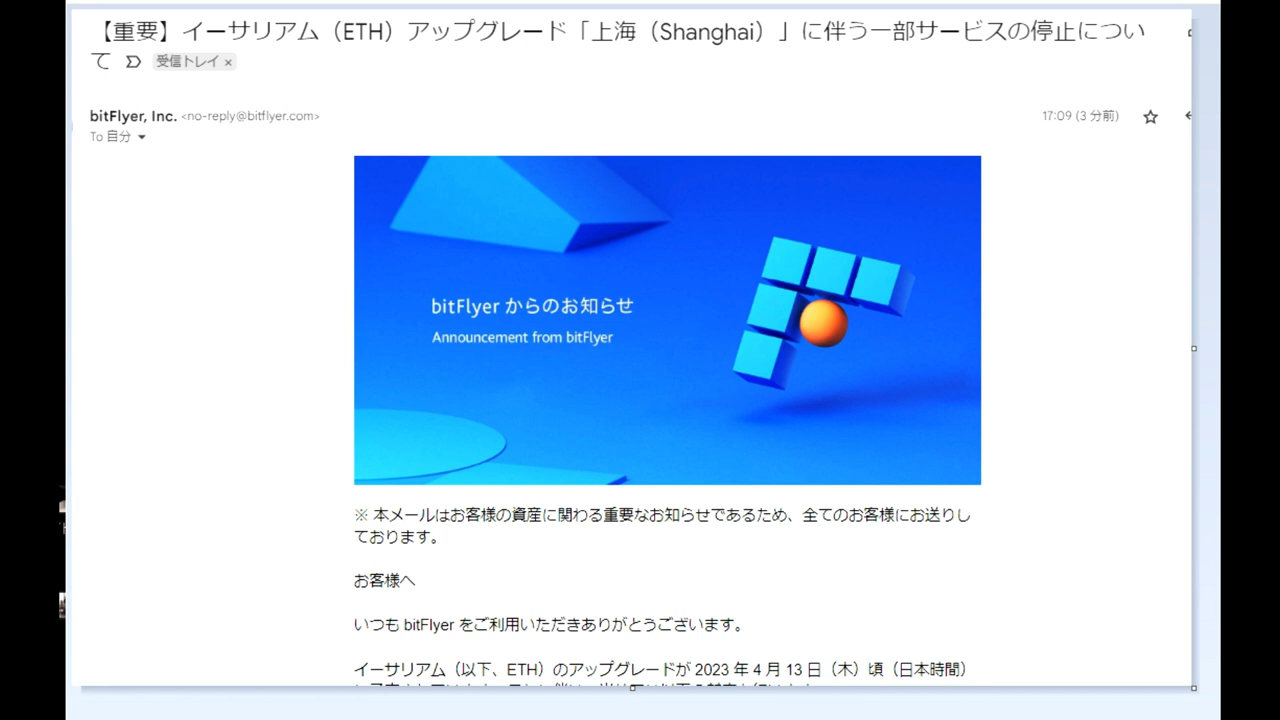 【重要】イーサリアム（ETH）アップグレード「上海（Shanghai）」に伴う一部サービスの停止につい
て 受信トレイ ×
bitFlyer, Inc. <no-reply@bitflyer.com>
17:09 (3 分前)
To 自分
bitFlyer からのお知らせ
Announcement from bitFlyer
※ 本メールはお客様の資産に関わる重要なお知らせであるため、全てのお客様にお送りし
ております。
お客様へ
いつも bitFlyer をご利用いただきありがとうございます。
イーサリアム（以下、ETH）のアップグレードが 2023 年 4 月 13 日（木）頃（日本時間）